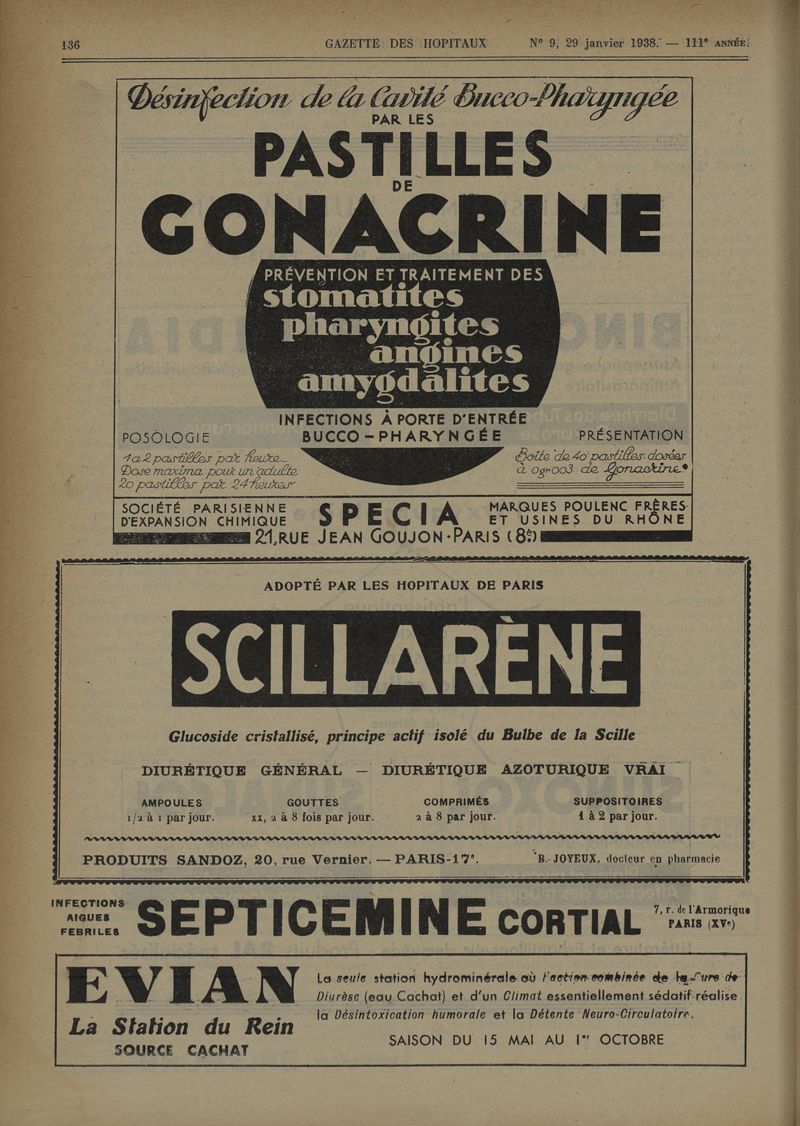 136 GAZETTE DES HOPITAUX N° 9, 29 janvier 1938. — 111e ANNÉE.
Désinfection de la Cavité Bucco-Pharyngée
PAR LES
PASTILLES
DE
GONACRINE
PRÉVENTION ET TRAITEMENT DES
stomatites
pharyngites
angines
amygdalites
INFECTIONS À PORTE D'ENTRÉE
BUCCO-PHARYNGÉE
POSOLOGIE
1 à 2 pastilles par heure
Dose maxima pour un adulte
20 pastilles par 24 heures
PRÉSENTATION
Boîte de 40 pastilles dosées
à 0gr003 de Gonacrine
SOCIÉTÉ PARISIENNE
D'EXPANSION CHIMIQUE
SPECIA
MARQUES POULENC FRÈRES
ET USINES DU RHÔNE
21, RUE JEAN GOUJON·PARIS (8e)
ADOPTÉ PAR LES HOPITAUX DE PARIS
SCILLARÈNE
Glucoside cristallisé, principe actif isolé du Bulbe de la Scille
DIURÉTIQUE GÉNÉRAL — DIURÉTIQUE AZOTURIQUE VRAI
AMPOULES GOUTTES COMPRIMÉS SUPPOSITOIRES
1/2 à 1 par jour. XX, 2 à 8 fois par jour. 2 à 8 par jour. 1 à 2 par jour.
PRODUITS SANDOZ, 20, rue Vernier. — PARIS-17e. B. JOYEUX, docteur en pharmacie
INFECTIONS
AIGUES
FEBRILES
SEPTICEMINE CORTIAL
7, r. de l'Armorique
PARIS (XVe)
EVIAN
La Station du Rein
SOURCE CACHAT
La seule station hydrominérale où l'action combinée de la Cure de
Diurèse (eau Cachat) et d'un Climat essentiellement sédatif réalise
la Désintoxication humorale et la Détente Neuro-Circulatoire.
SAISON DU 15 MAI AU 1er OCTOBRE